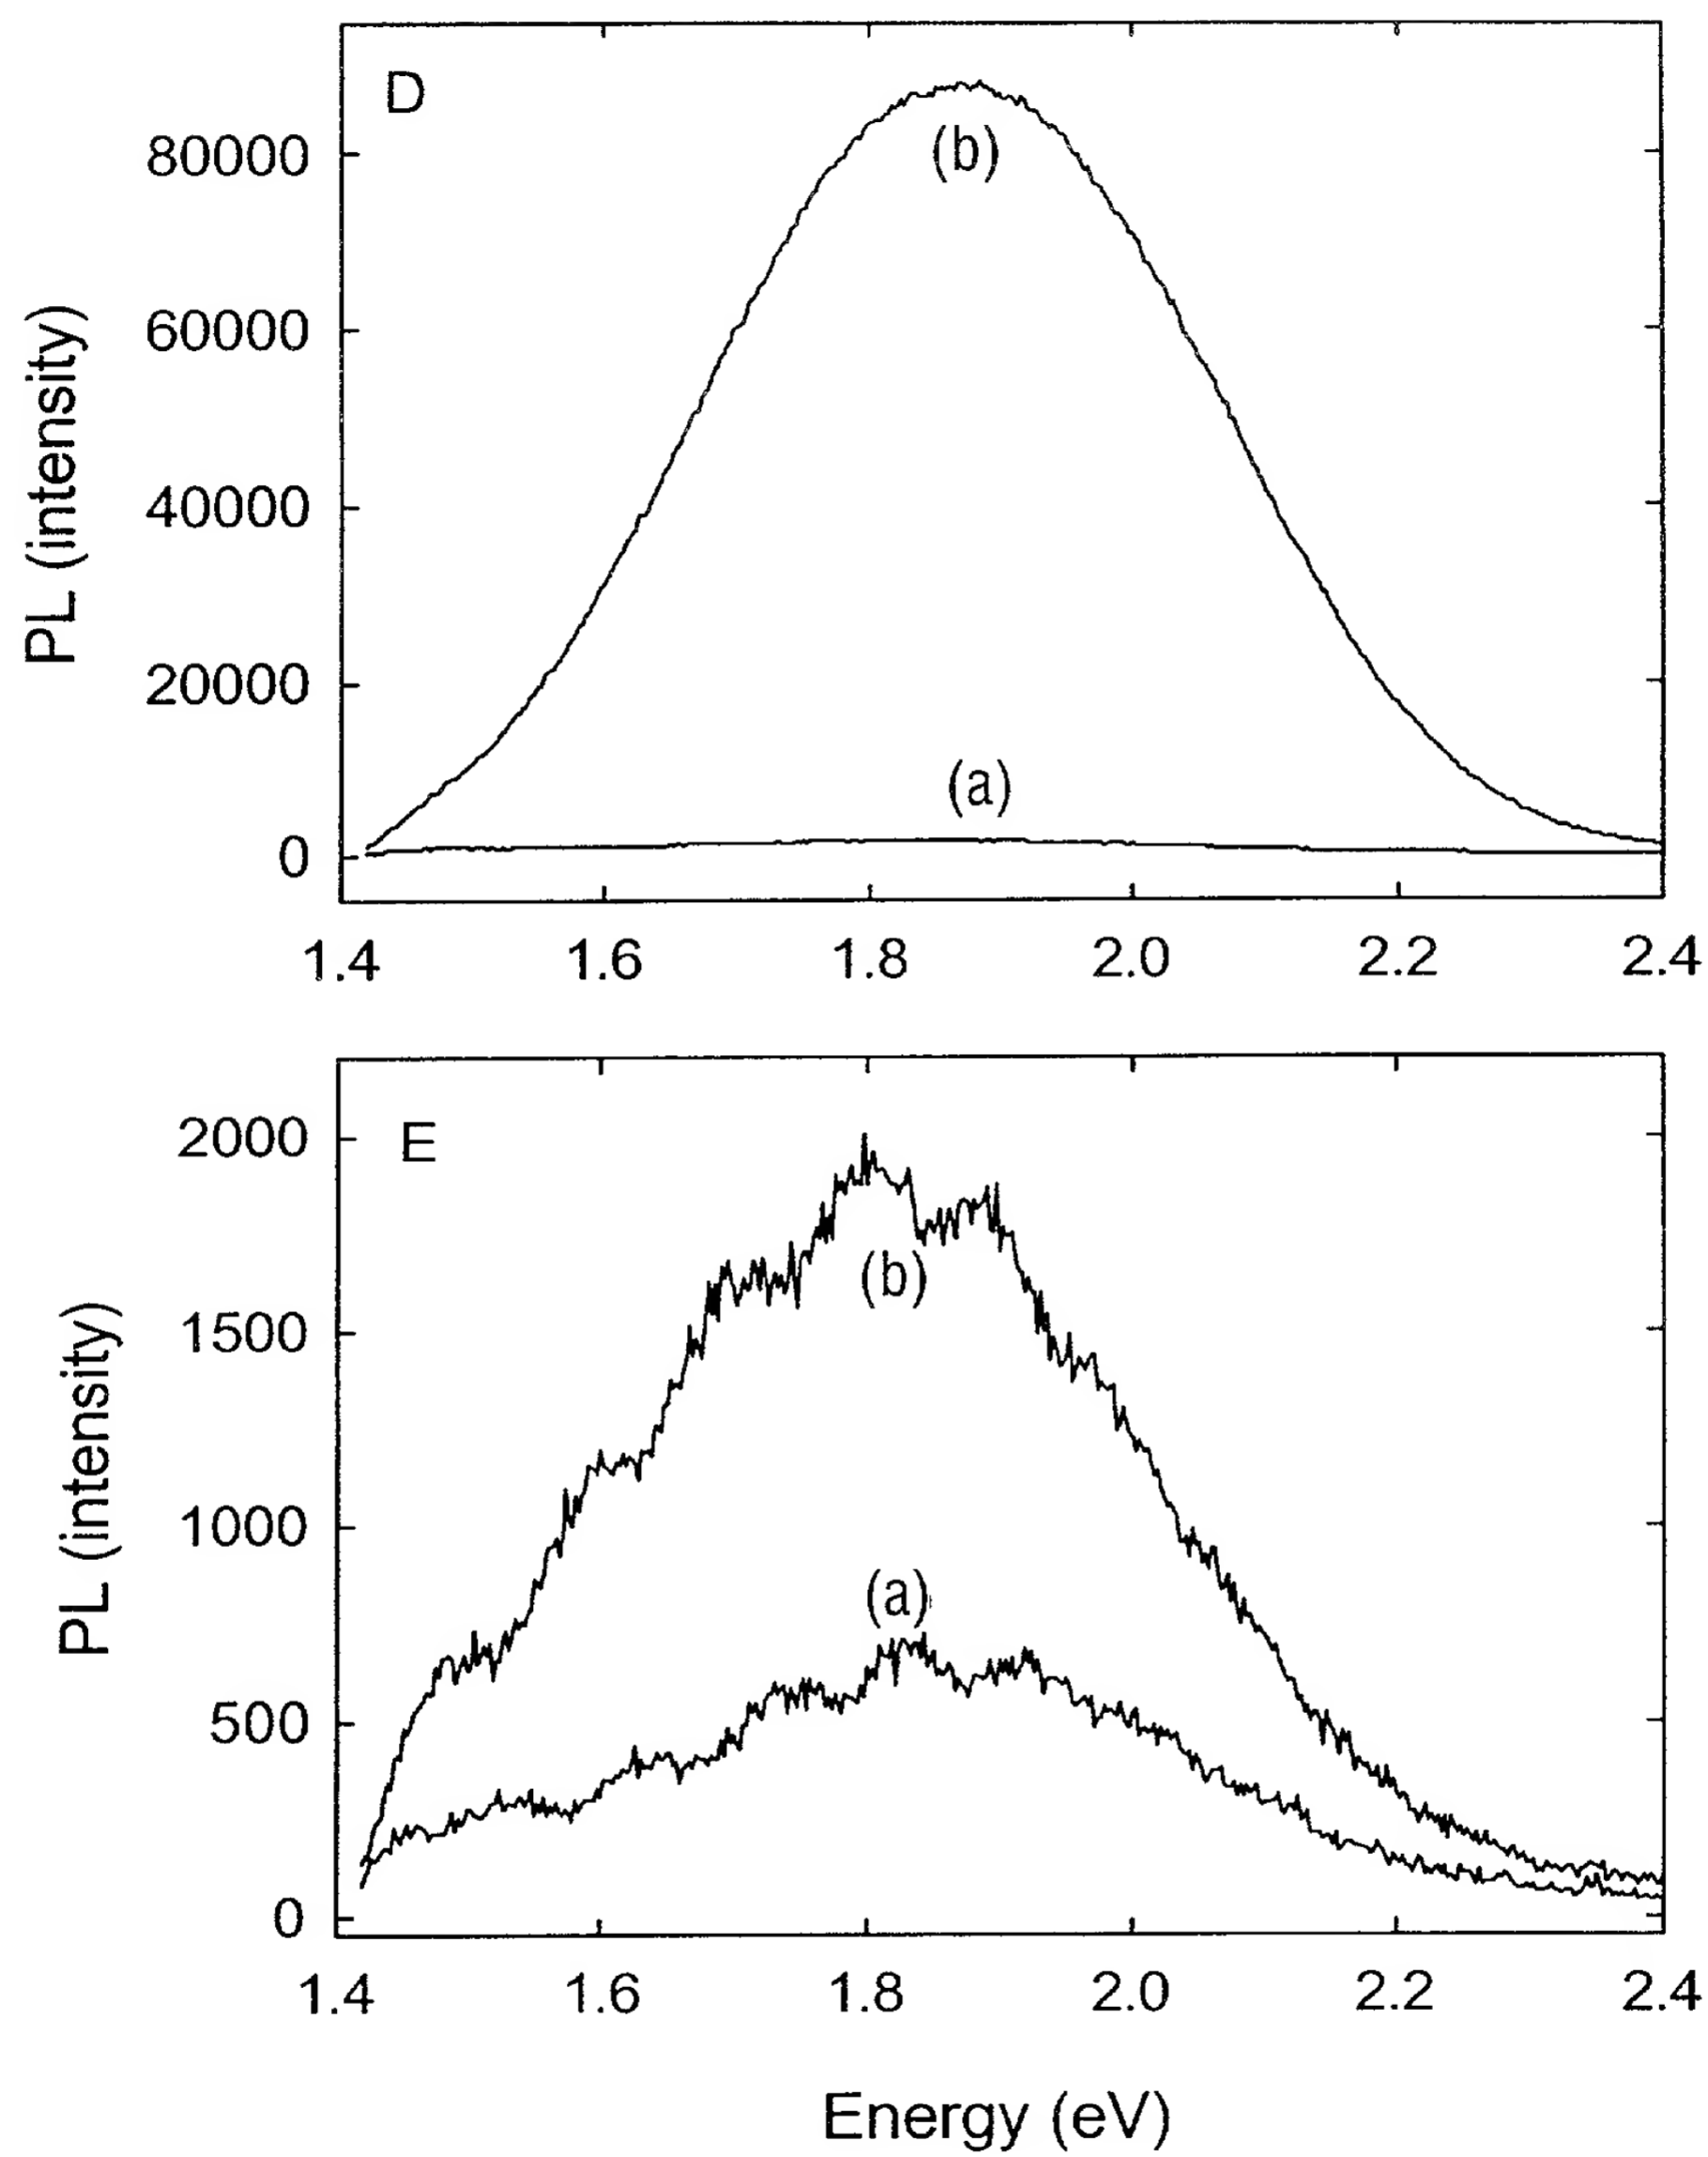 D
(b)
(a)
PL (intensity)
80000
60000
40000
20000
0
1.4 1.6 1.8 2.0 2.2 2.4
E
(b)
(a)
PL (intensity)
2000
1500
1000
500
0
1.4 1.6 1.8 2.0 2.2 2.4
Energy (eV)